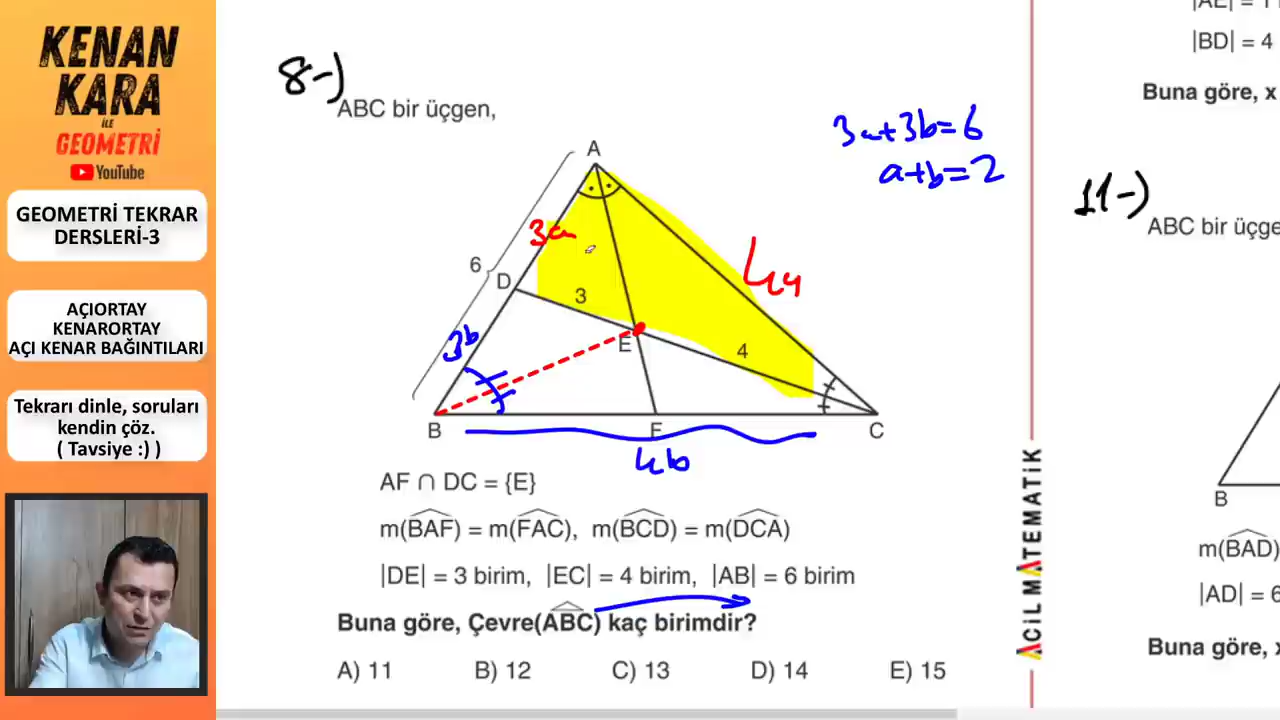 KENAN
KARA
İLE
GEOMETRİ
YouTube
GEOMETRİ TEKRAR
DERSLERİ-3
AÇIORTAY
KENARORTAY
AÇI KENAR BAĞINTILARI
Tekrarı dinle, soruları
kendin çöz.
( Tavsiye :) )
8-)
ABC bir üçgen,
3a+3b=6
a+b=2
A
3a
6
D
3
4a
3b
E
4
B
F
C
4b
AF ∩ DC = {E}
m(BAF) = m(FAC), m(BCD) = m(DCA)
|DE| = 3 birim, |EC| = 4 birim, |AB| = 6 birim
Buna göre, Çevre(ABC) kaç birimdir?
A) 11 B) 12 C) 13 D) 14 E) 15
ACİL MATEMATİK
|BD| = 4
Buna göre, x
11-)
ABC bir üçge
B
m(BAD)
|AD| = 6
Buna göre, x